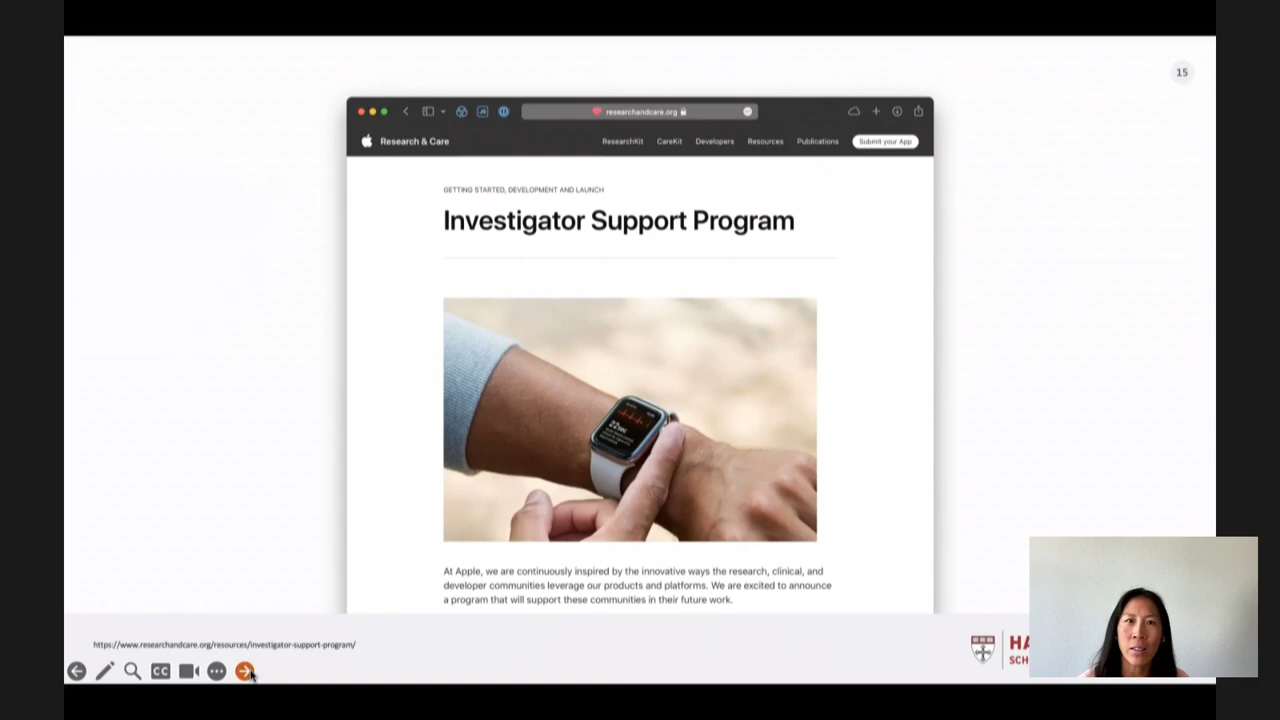 15
researchandcare.org
Research & Care
ResearchKit
CareKit
Developers
Resources
Publications
Submit your App
GETTING STARTED, DEVELOPMENT AND LAUNCH
Investigator Support Program
At Apple, we are continuously inspired by the innovative ways the research, clinical, and
developer communities leverage our products and platforms. We are excited to announce
a program that will support these communities in their future work.
https://www.researchandcare.org/resources/investigator-support-program/
CC
HA
SCH